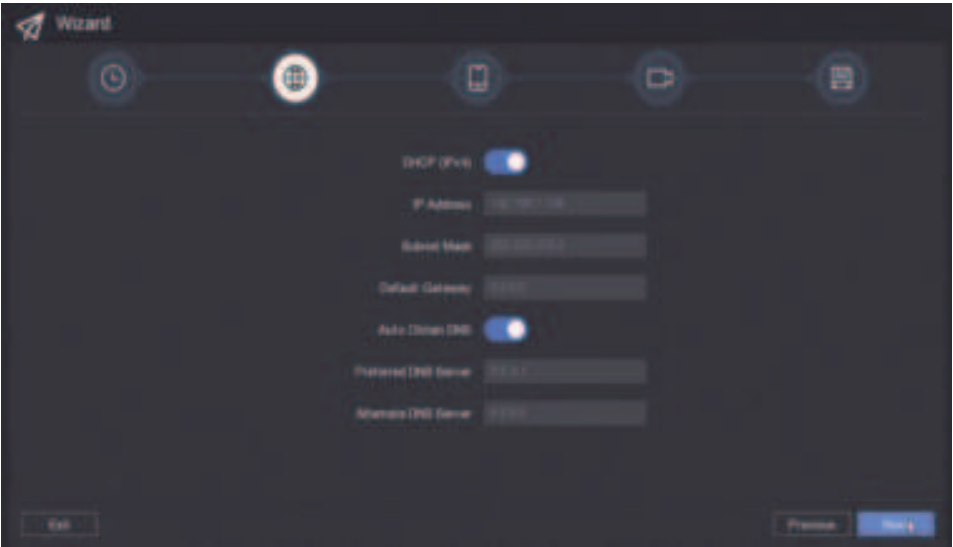 Wizard
DHCP (IPv4)
IP Address
Subnet Mask
Default Gateway
Auto Obtain DNS
Preferred DNS Server
Alternate DNS Server
Exit
Previous
Next